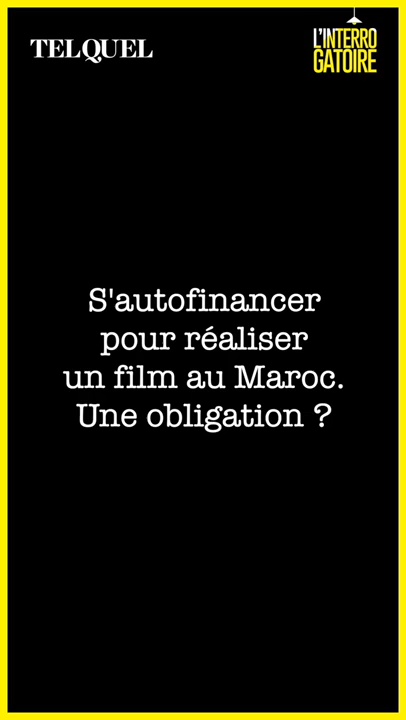 TELQUEL
L'INTERRO
GATOIRE
S'autofinancer
pour réaliser
un film au Maroc.
Une obligation ?